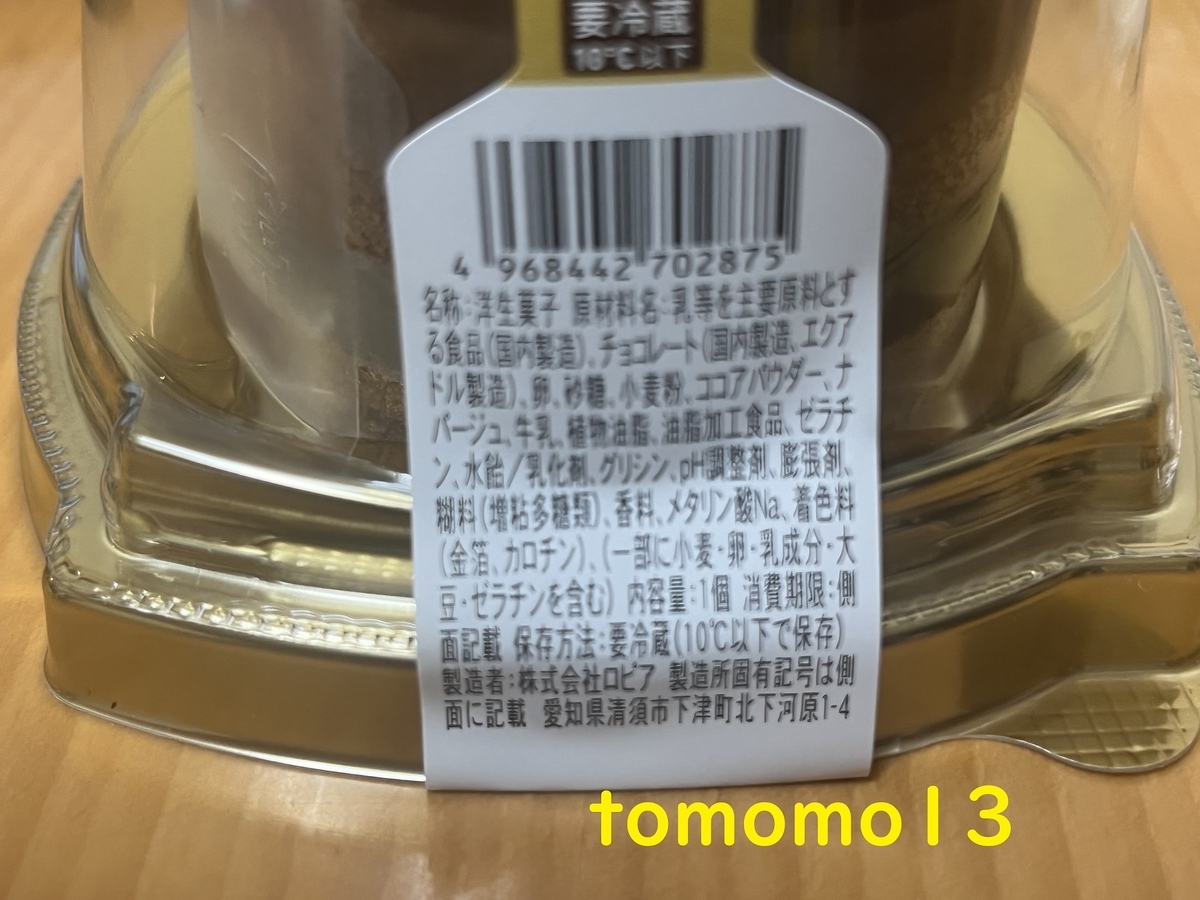 要冷蔵
10℃以下
4 968442 702875
名称:洋生菓子 原材料名:乳等を主要原料とす
る食品(国内製造)、チョコレート(国内製造、エクア
ドル製造)、卵、砂糖、小麦粉、ココアパウダー、ナ
パージュ、牛乳、植物油脂、油脂加工食品、ゼラチ
ン、水飴/乳化剤、グリシン、pH調整剤、膨張剤、
糊料(増粘多糖類)、香料、メタリン酸Na、着色料
(金箔、カロチン)、(一部に小麦・卵・乳成分・大
豆・ゼラチンを含む) 内容量:1個 消費期限:側
面記載 保存方法:要冷蔵(10℃以下で保存)
製造者:株式会社ロピア 製造所固有記号は側
面に記載 愛知県清須市下津町北下河原1-4
tomomo13